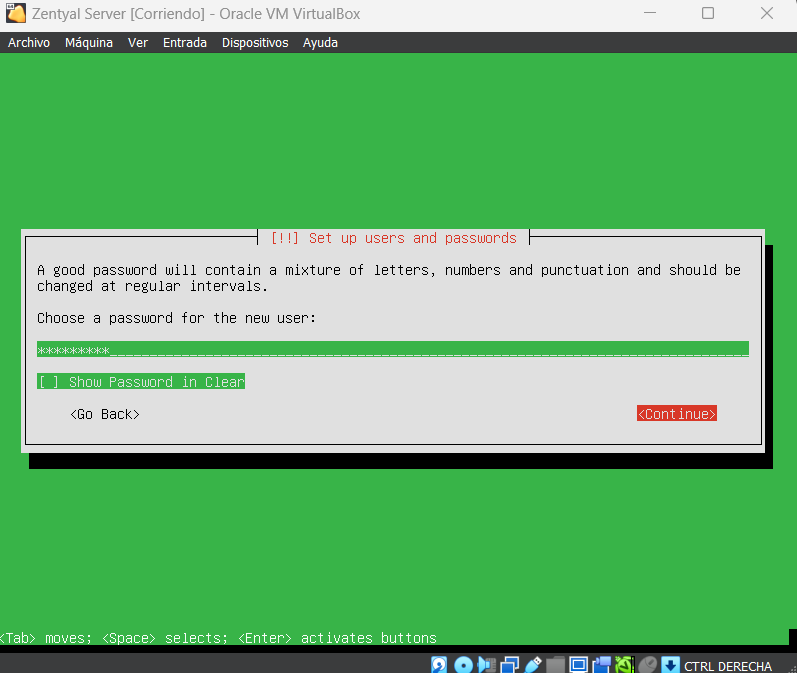 Zentyal Server [Corriendo] - Oracle VM VirtualBox
Archivo Máquina Ver Entrada Dispositivos Ayuda
[!!] Set up users and passwords
A good password will contain a mixture of letters, numbers and punctuation and should be
changed at regular intervals.
Choose a password for the new user:
*********
[ ] Show Password in Clear
<Go Back> <Continue>
<Tab> moves; <Space> selects; <Enter> activates buttons
CTRL DERECHA